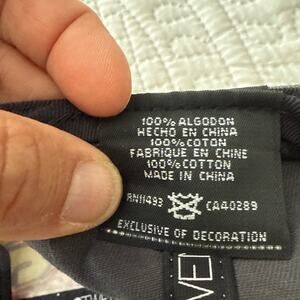 100% ALGODON
HECHO EN CHINA
100% COTON
FABRIQUE EN CHINE
100% COTTON
MADE IN CHINA
RN11493 CA40289
EXCLUSIVE OF DECORATION
VE